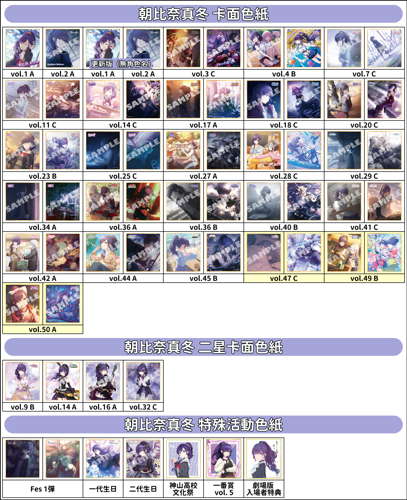 朝比奈真冬 卡面色紙
更新版（無角色名）
vol.1 A vol.2 A vol.1 A vol.2 A vol.3 C vol.4 B vol.7 C
vol.11 C vol.14 C vol.17 A vol.18 C vol.20 C
vol.23 B vol.25 C vol.27 A vol.28 C vol.29 C
vol.34 A vol.36 A vol.36 B vol.40 B vol.41 C
vol.42 A vol.44 A vol.45 B vol.47 C vol.49 B
vol.50 A
朝比奈真冬 二星卡面色紙
vol.9 B vol.14 A vol.16 A vol.32 C
朝比奈真冬 特殊活動色紙
Fes 1彈 一代生日 二代生日 神山高校 一番賞 劇場版
文化祭 vol. 5 入場者特典